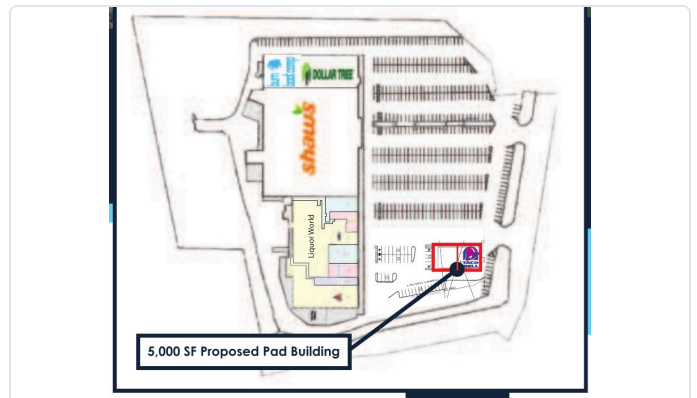 burn
boot camp
DOLLAR TREE
shaws
Liquor World
TACO
BELL
5,000 SF Proposed Pad Building